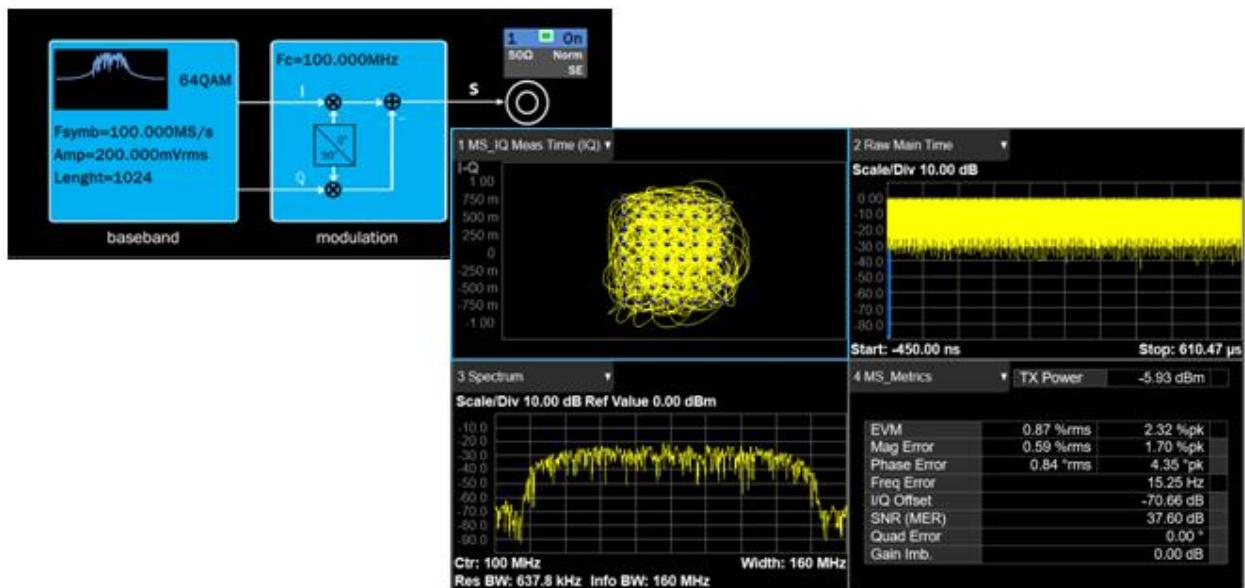 1 On
50Ω Norm
SE
Fc=100.000MHz
64QAM
I
S
0°
90°
Fsymb=100.000MS/s
Amp=200.000mVrms
Lenght=1024
Q
baseband
modulation
1 MS_IQ Meas Time (IQ)
I-Q
1.00
750 m
500 m
250 m
0
-250 m
-500 m
-750 m
-1.00
2 Raw Main Time
Scale/Div 10.00 dB
0.00
-10.0
-20.0
-30.0
-40.0
-50.0
-60.0
-70.0
-80.0
Start: -450.00 ns Stop: 610.47 µs
3 Spectrum
Scale/Div 10.00 dB Ref Value 0.00 dBm
-10.0
-20.0
-30.0
-40.0
-50.0
-60.0
-70.0
-80.0
-90.0
Ctr: 100 MHz Width: 160 MHz
Res BW: 637.8 kHz Info BW: 160 MHz
4 MS_Metrics TX Power -5.93 dBm
EVM 0.87 %rms 2.32 %pk
Mag Error 0.59 %rms 1.70 %pk
Phase Error 0.84 °rms 4.35 °pk
Freq Error 15.25 Hz
I/Q Offset -70.66 dB
SNR (MER) 37.60 dB
Quad Error 0.00 °
Gain Imb. 0.00 dB